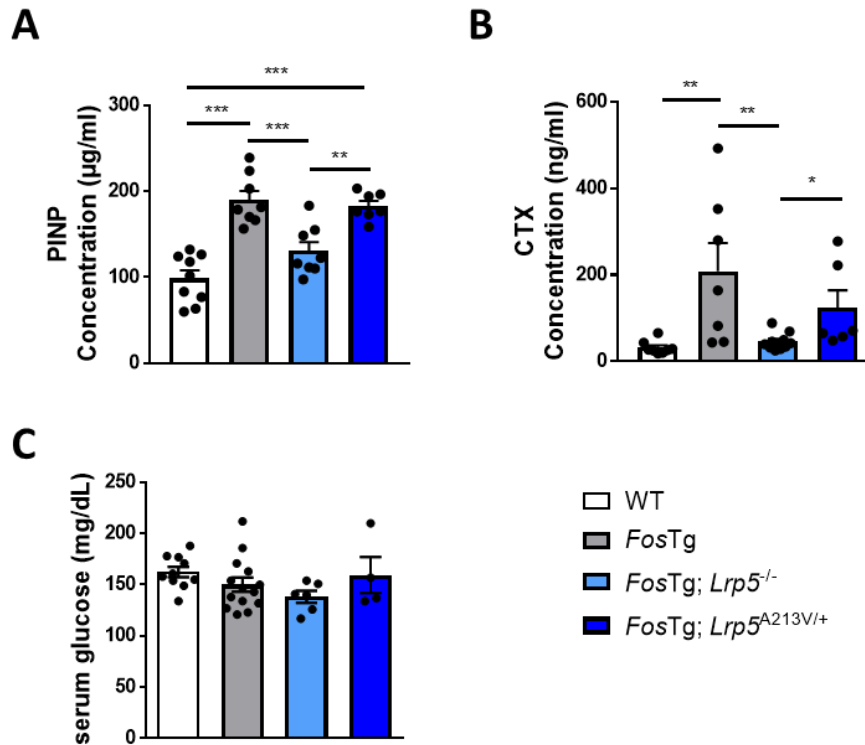 A
***
***
***
**
300
200
100
0
PINP
Concentration (µg/ml)
B
**
**
*
600
400
200
0
CTX
Concentration (ng/ml)
C
250
200
150
100
50
0
serum glucose (mg/dL)
WT
FosTg
FosTg; Lrp5-/-
FosTg; Lrp5A213V/+